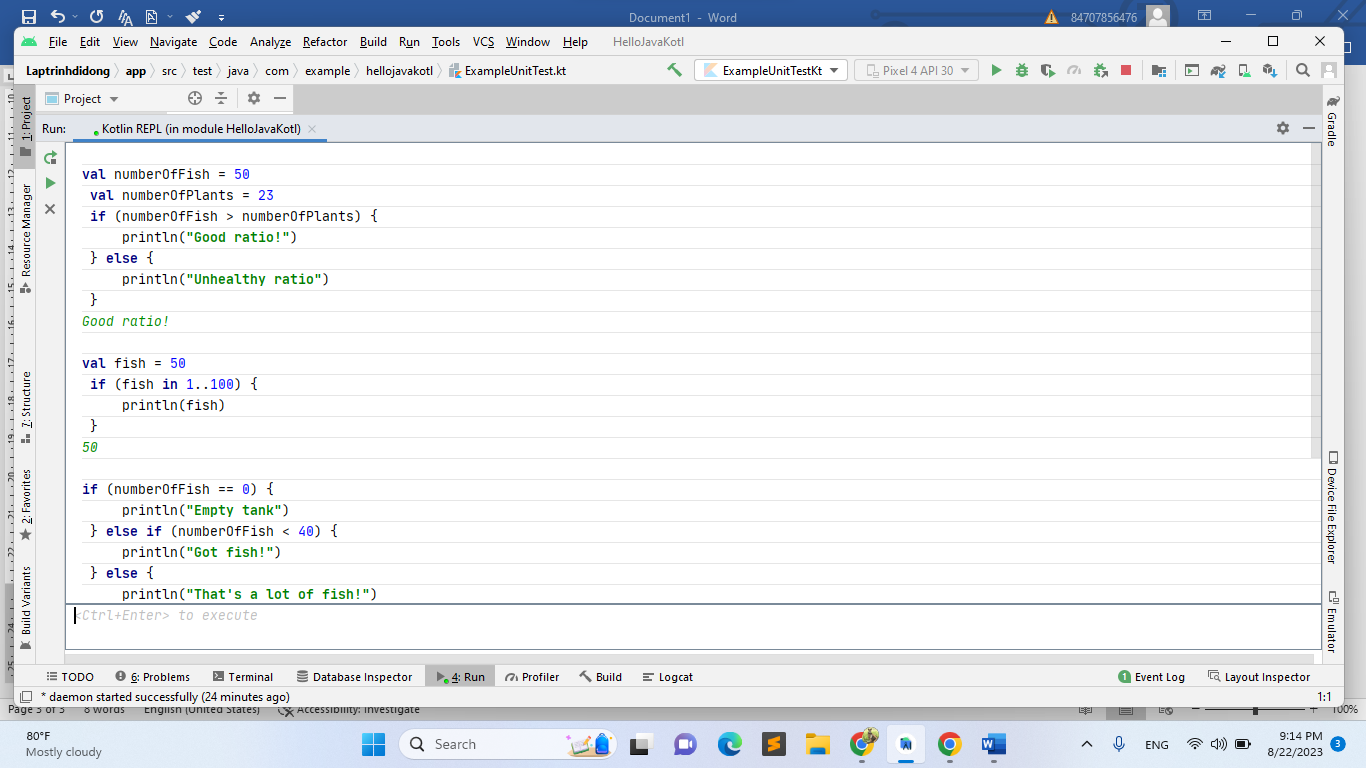 Document1 - Word
84707856476
File Edit View Navigate Code Analyze Refactor Build Run Tools VCS Window Help HelloJavaKotl
Laptrinhdidong app src test java com example hellojavakotl ExampleUnitTest.kt ExampleUnitTestKt Pixel 4 API 30
Project
1: Project
Resource Manager
7: Structure
2: Favorites
Build Variants
Run: Kotlin REPL (in module HelloJavaKotl)
val numberOfFish = 50
val numberOfPlants = 23
if (numberOfFish > numberOfPlants) {
println("Good ratio!")
} else {
println("Unhealthy ratio")
}
Good ratio!
val fish = 50
if (fish in 1..100) {
println(fish)
}
50
if (numberOfFish == 0) {
println("Empty tank")
} else if (numberOfFish < 40) {
println("Got fish!")
} else {
println("That's a lot of fish!")
<Ctrl+Enter> to execute
Gradle
Device File Explorer
Emulator
TODO 6: Problems Terminal Database Inspector 4: Run Profiler Build Logcat 1 Event Log Layout Inspector
* daemon started successfully (24 minutes ago) 1:1
Page 3 of 3 8 words English (United States) Accessibility: Investigate 100%
80°F
Mostly cloudy
Search
ENG
9:14 PM
8/22/2023
3